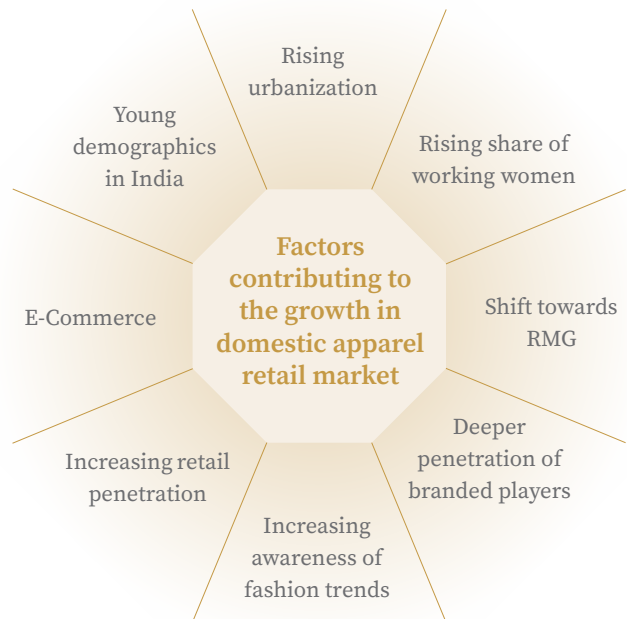 Rising
urbanization
Young
demographics
in India
Rising share of
working women
Factors
contributing to
the growth in
domestic apparel
retail market
E-Commerce
Shift towards
RMG
Deeper
penetration of
branded players
Increasing retail
penetration
Increasing
awareness of
fashion trends